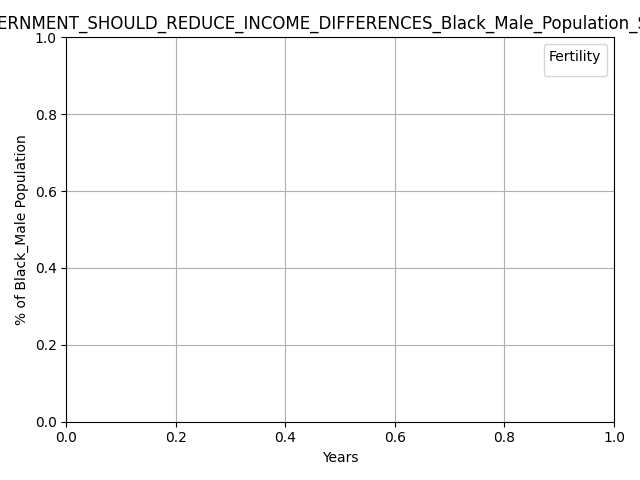 ERNMENT_SHOULD_REDUCE_INCOME_DIFFERENCES_Black_Male_Population_S
1.0
Fertility
0.8
0.6
0.4
0.2
0.0
% of Black_Male Population
0.0 0.2 0.4 0.6 0.8 1.0
Years